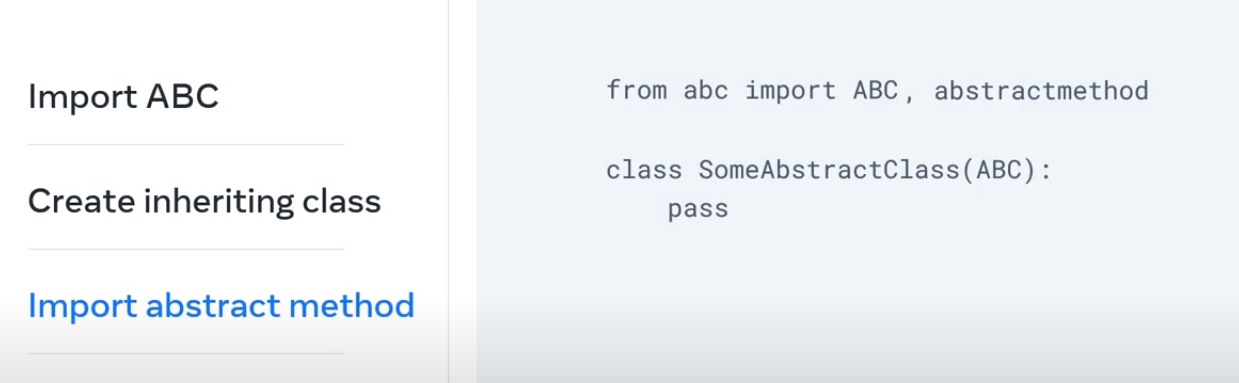 Import ABC
Create inheriting class
Import abstract method
from abc import ABC, abstractmethod
class SomeAbstractClass(ABC):
    pass